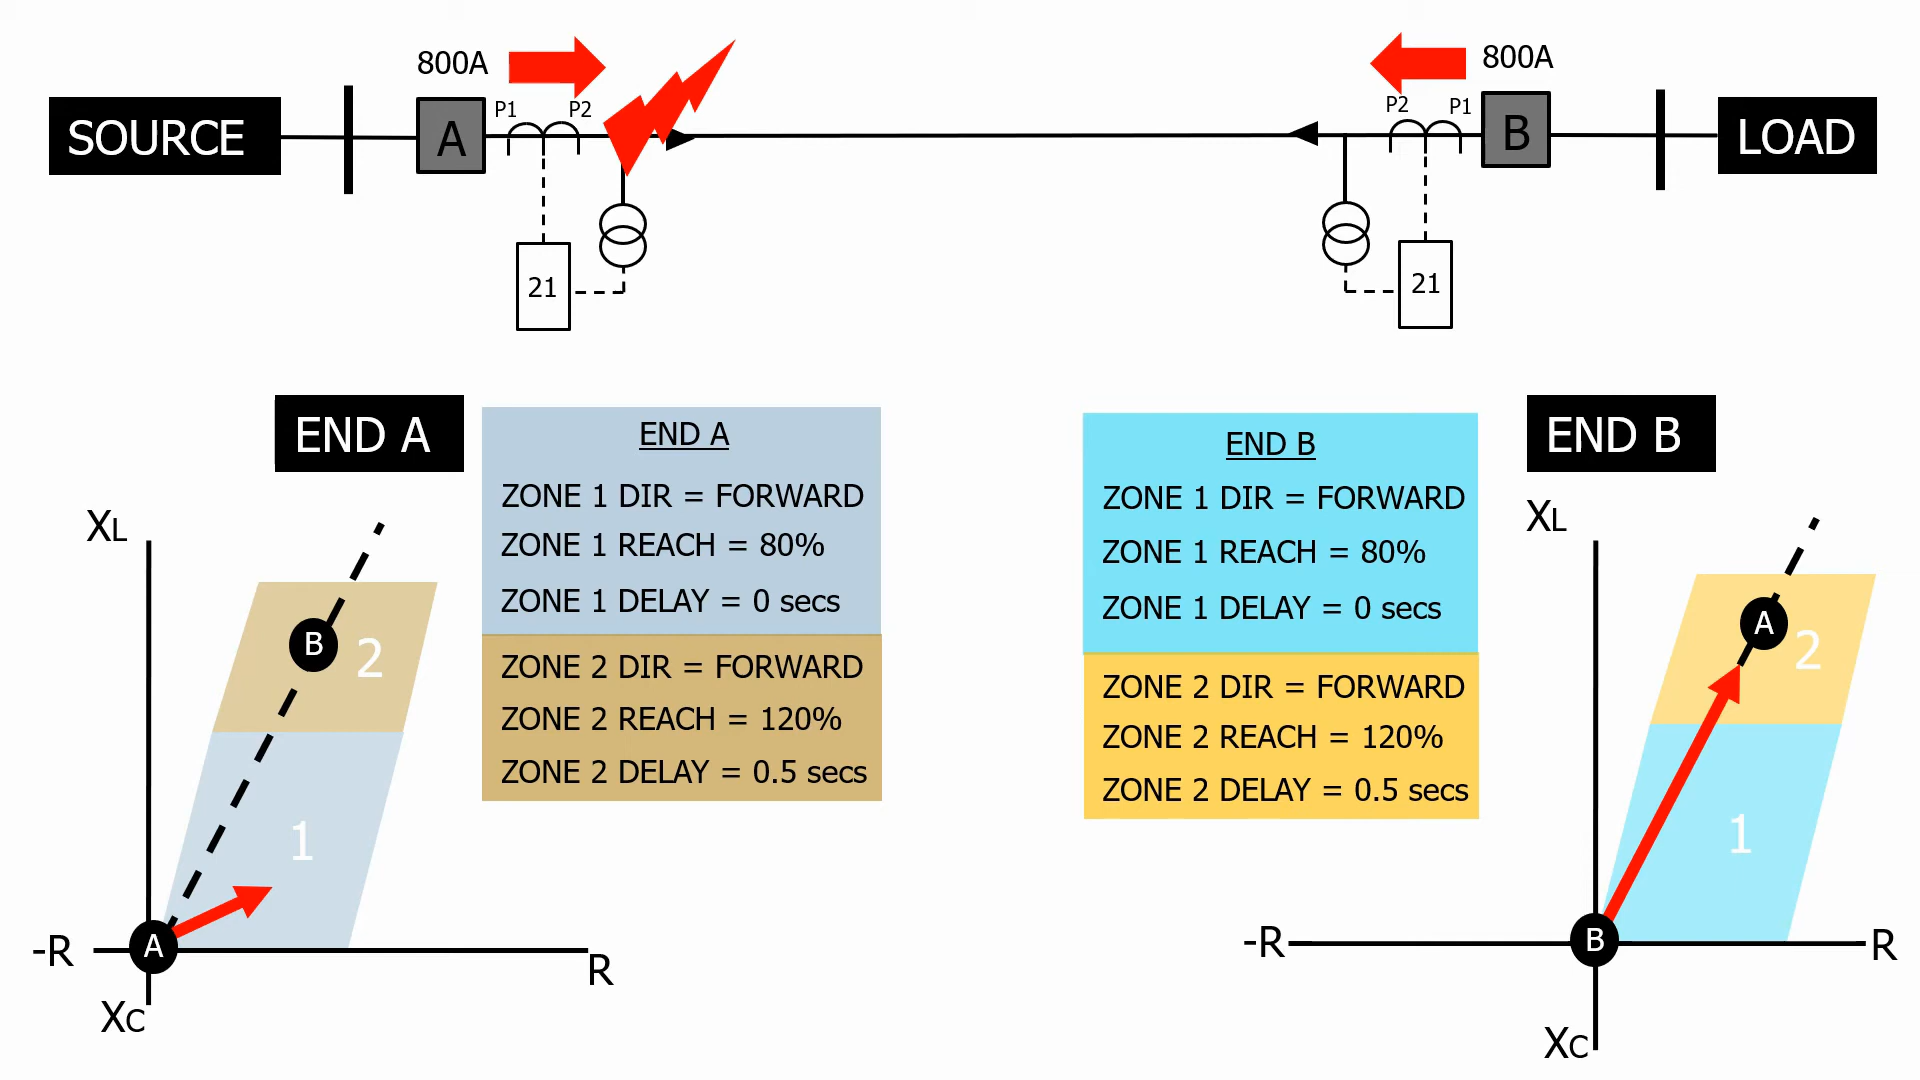 800A
800A
P1
P2
P2
P1
SOURCE
A
B
LOAD
21
21
END A
END A
ZONE 1 DIR = FORWARD
ZONE 1 REACH = 80%
ZONE 1 DELAY = 0 secs
ZONE 2 DIR = FORWARD
ZONE 2 REACH = 120%
ZONE 2 DELAY = 0.5 secs
END B
ZONE 1 DIR = FORWARD
ZONE 1 REACH = 80%
ZONE 1 DELAY = 0 secs
ZONE 2 DIR = FORWARD
ZONE 2 REACH = 120%
ZONE 2 DELAY = 0.5 secs
END B
XL
B
2
1
A
-R
R
XC
XL
A
2
1
B
-R
R
XC